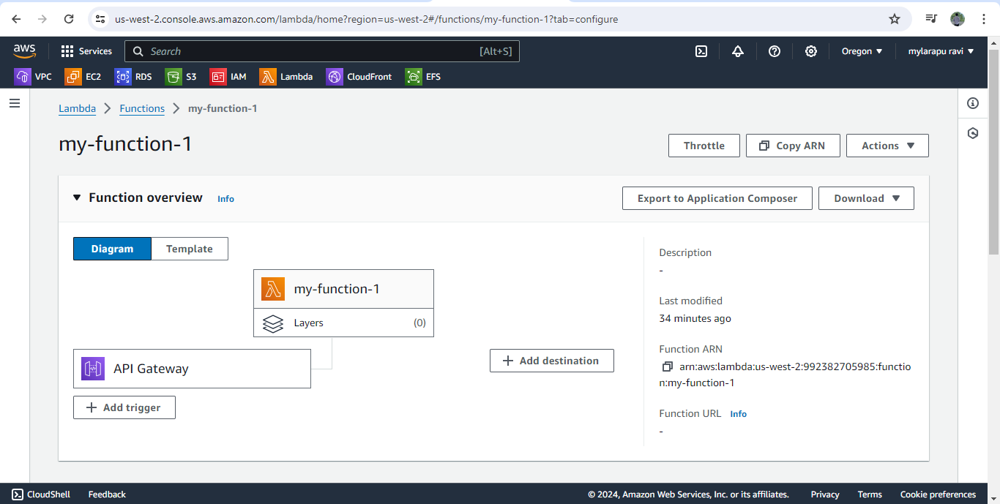 us-west-2.console.aws.amazon.com/lambda/home?region=us-west-2#/functions/my-function-1?tab=configure
aws Services Search [Alt+S] Oregon mylarapu ravi
VPC EC2 RDS S3 IAM Lambda CloudFront EFS
Lambda Functions my-function-1
my-function-1
Throttle Copy ARN Actions
Function overview Info
Export to Application Composer Download
Diagram Template
my-function-1
Layers (0)
API Gateway
Add trigger
Add destination
Description
-
Last modified
34 minutes ago
Function ARN
arn:aws:lambda:us-west-2:992382705985:functio
n:my-function-1
Function URL Info
-
CloudShell Feedback © 2024, Amazon Web Services, Inc. or its affiliates. Privacy Terms Cookie preferences